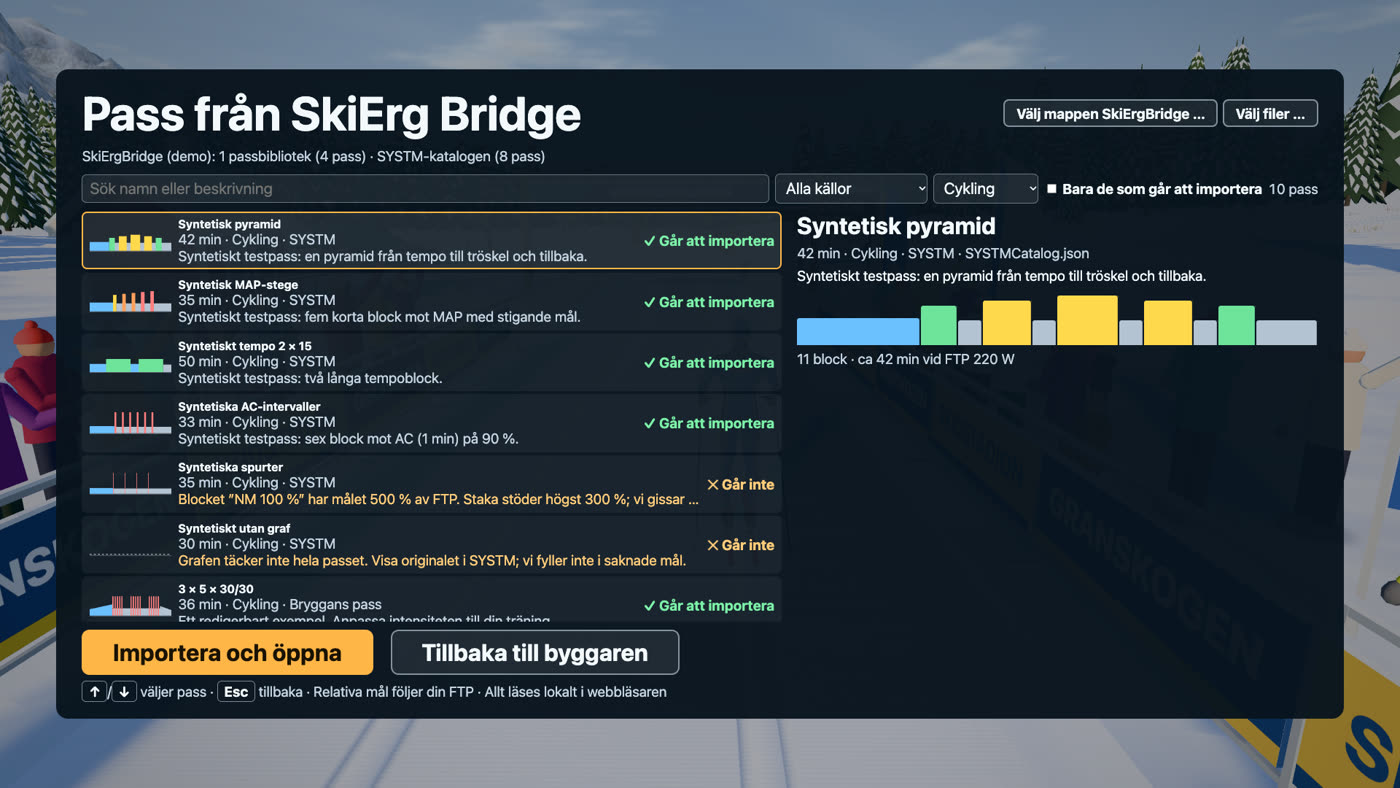 Pass från SkiErg Bridge
Välj mappen SkiErgBridge ...
Välj filer ...
SkiErgBridge (demo): 1 passbibliotek (4 pass) · SYSTM-katalogen (8 pass)
Sök namn eller beskrivning
Alla källor
Cykling
Bara de som går att importera
10 pass
Syntetisk pyramid
42 min · Cykling · SYSTM
Syntetiskt testpass: en pyramid från tempo till tröskel och tillbaka.
✓ Går att importera
Syntetisk MAP-stege
35 min · Cykling · SYSTM
Syntetiskt testpass: fem korta block mot MAP med stigande mål.
✓ Går att importera
Syntetiskt tempo 2 × 15
50 min · Cykling · SYSTM
Syntetiskt testpass: två långa tempoblock.
✓ Går att importera
Syntetiska AC-intervaller
33 min · Cykling · SYSTM
Syntetiskt testpass: sex block mot AC (1 min) på 90 %.
✓ Går att importera
Syntetiska spurter
35 min · Cykling · SYSTM
Blocket ”NM 100 %” har målet 500 % av FTP. Staka stöder högst 300 %; vi gissar ...
✕ Går inte
Syntetiskt utan graf
30 min · Cykling · SYSTM
Grafen täcker inte hela passet. Visa originalet i SYSTM; vi fyller inte i saknade mål.
✕ Går inte
3 × 5 × 30/30
36 min · Cykling · Bryggans pass
Ett redigerbart exempel. Anpassa intensiteten till din träning
✓ Går att importera
Syntetisk pyramid
42 min · Cykling · SYSTM · SYSTMCatalog.json
Syntetiskt testpass: en pyramid från tempo till tröskel och tillbaka.
11 block · ca 42 min vid FTP 220 W
Importera och öppna
Tillbaka till byggaren
↑/↓ väljer pass · Esc tillbaka · Relativa mål följer din FTP · Allt läses lokalt i webbläsaren
GRANSKOGEN